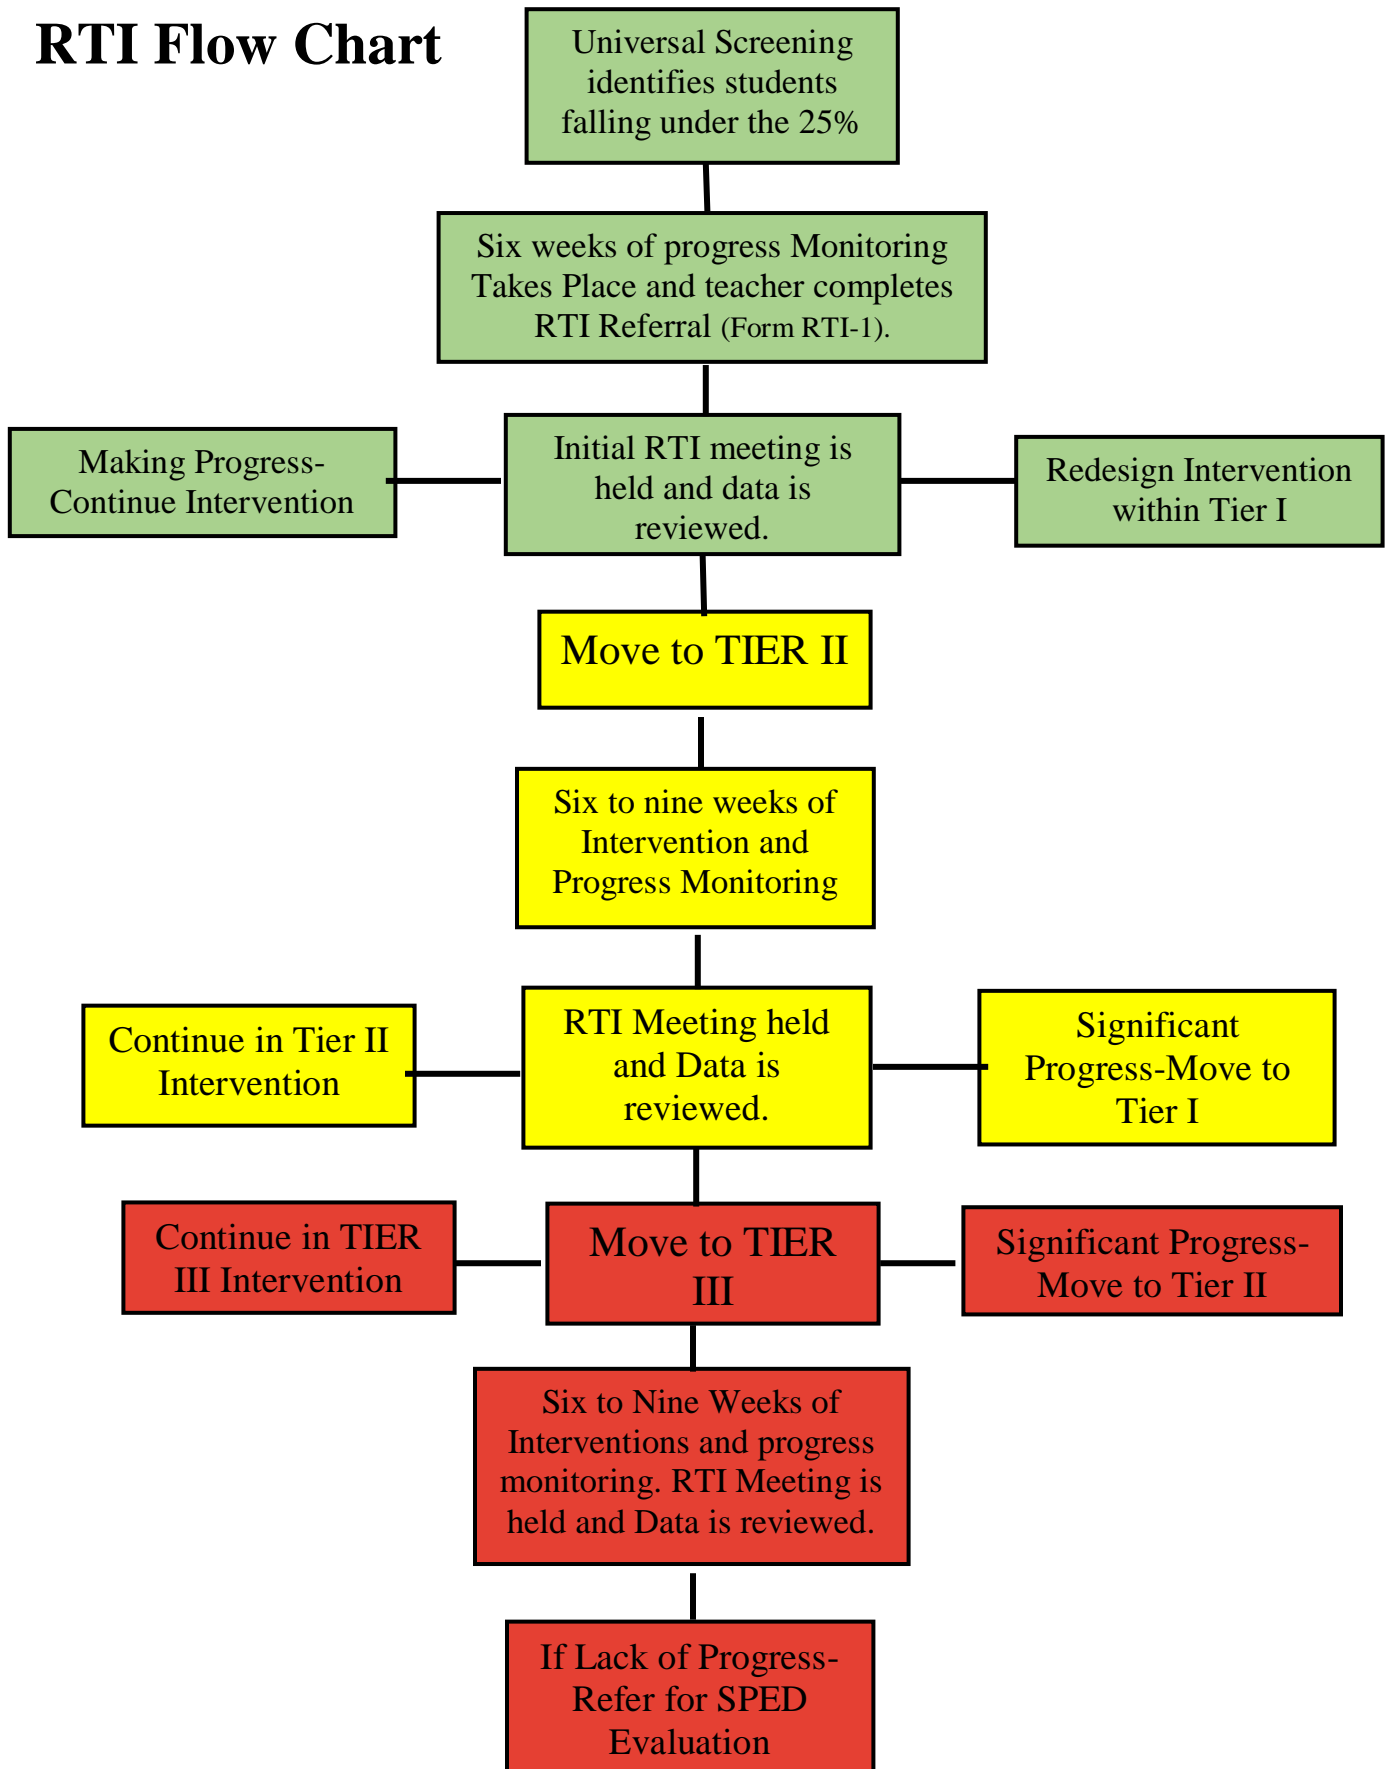 RTI Flow Chart
Universal Screening
identifies students
falling under the 25%
Six weeks of progress Monitoring
Takes Place and teacher completes
RTI Referral (Form RTI-1).
Making Progress-
Continue Intervention
Initial RTI meeting is
held and data is
reviewed.
Redesign Intervention
within Tier I
Move to TIER II
Six to nine weeks of
Intervention and
Progress Monitoring
Continue in Tier II
Intervention
RTI Meeting held
and Data is
reviewed.
Significant
Progress-Move to
Tier I
Continue in TIER
III Intervention
Move to TIER
III
Significant Progress-
Move to Tier II
Six to Nine Weeks of
Interventions and progress
monitoring. RTI Meeting is
held and Data is reviewed.
If Lack of Progress-
Refer for SPED
Evaluation